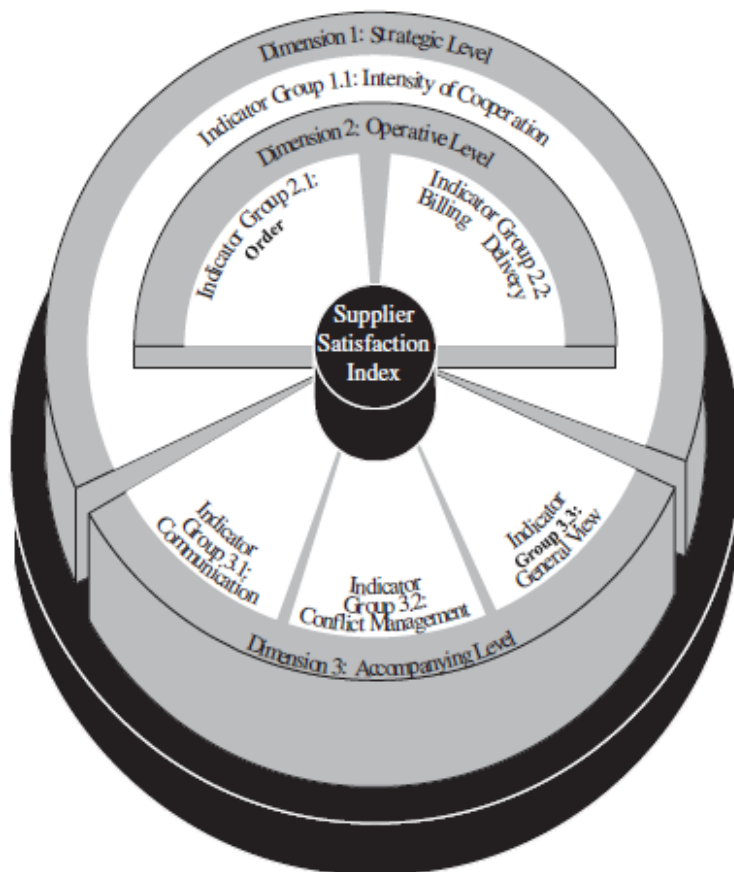 Dimension 1: Strategic Level
Indicator Group 1.1: Intensity of Cooperation
Dimension 2: Operative Level
Indicator Group 2.1:
Order
Indicator Group 2.2:
Billing Delivery
Supplier
Satisfaction
Index
Indicator
Group 3.1:
Communication
Indicator
Group 3.2:
Conflict Management
Indicator
Group 3.3:
General View
Dimension 3: Accompanying Level